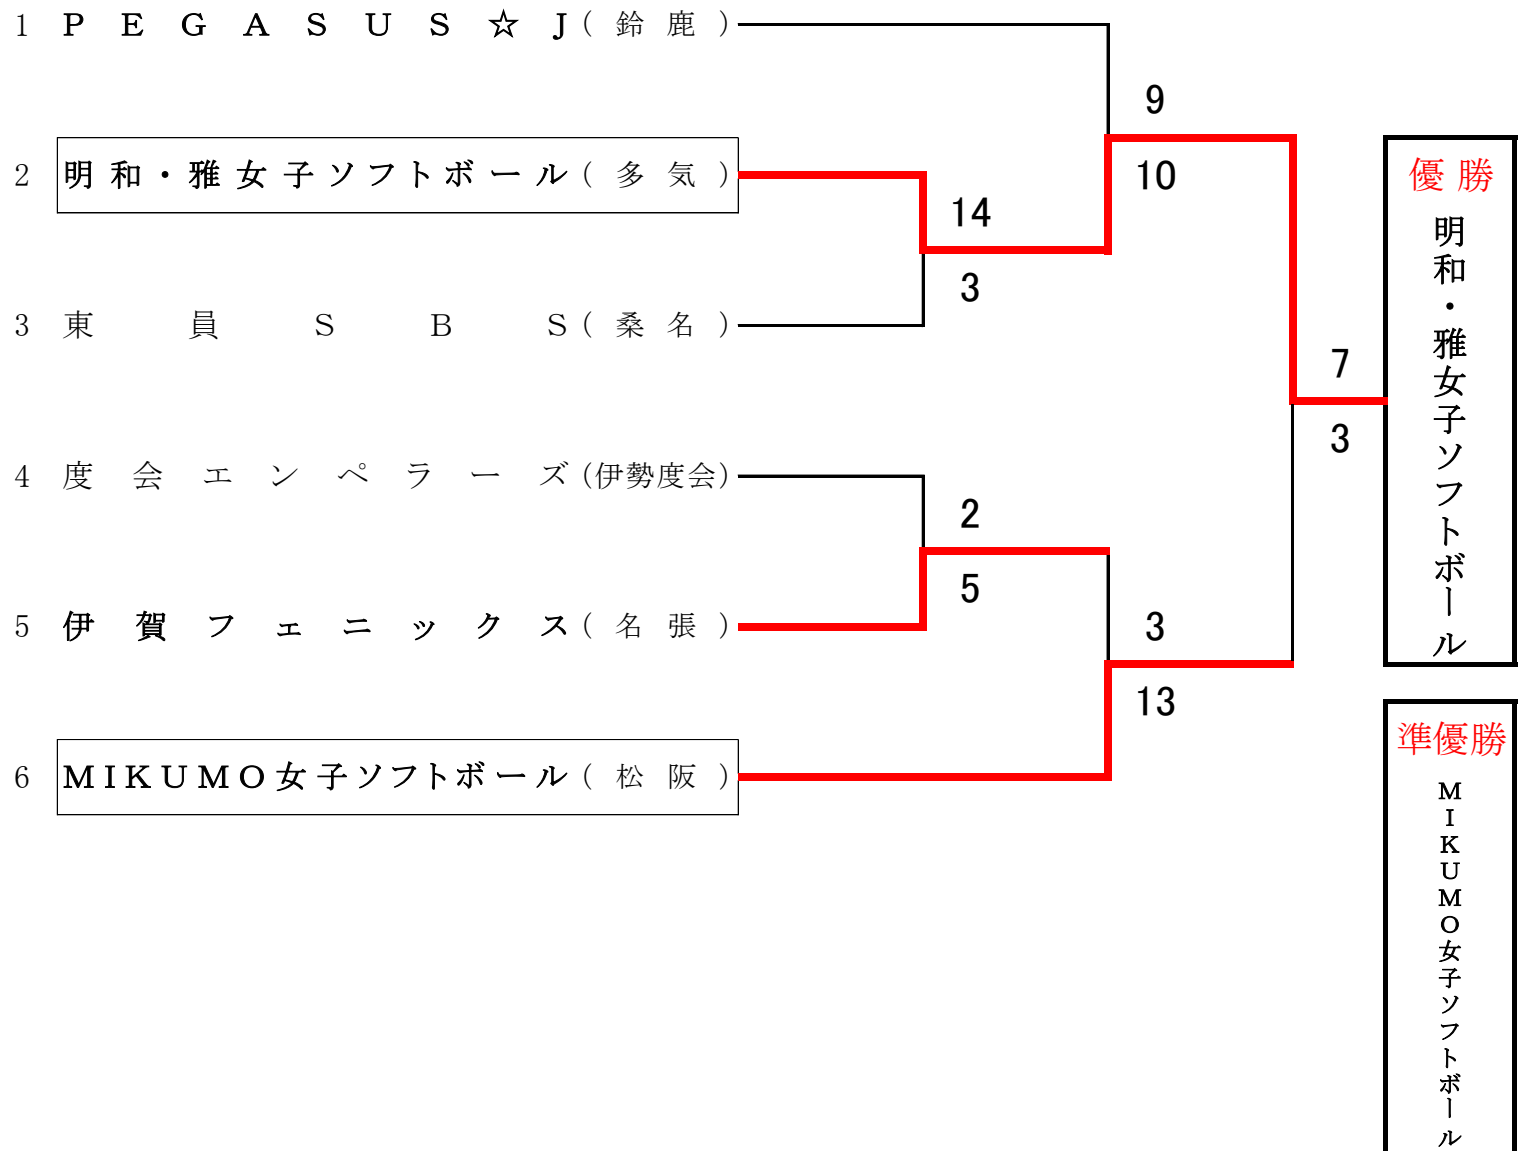 1 PEGASUS☆J(鈴鹿)
9
2 明和・雅女子ソフトボール(多気)
10
14
3
3 東員SBS(桑名)
7
3
4 度会エンペラーズ(伊勢度会)
2
5
5 伊賀フェニックス(名張)
3
13
6 MIKUMO女子ソフトボール(松阪)
優勝
明和・雅女子ソフトボール
準優勝
MIKUMO女子ソフトボール